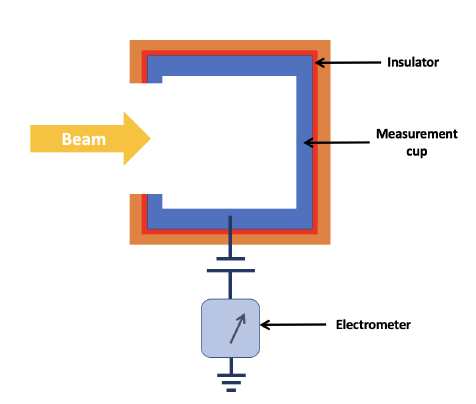 Insulator
Measurement
cup
Beam
Electrometer